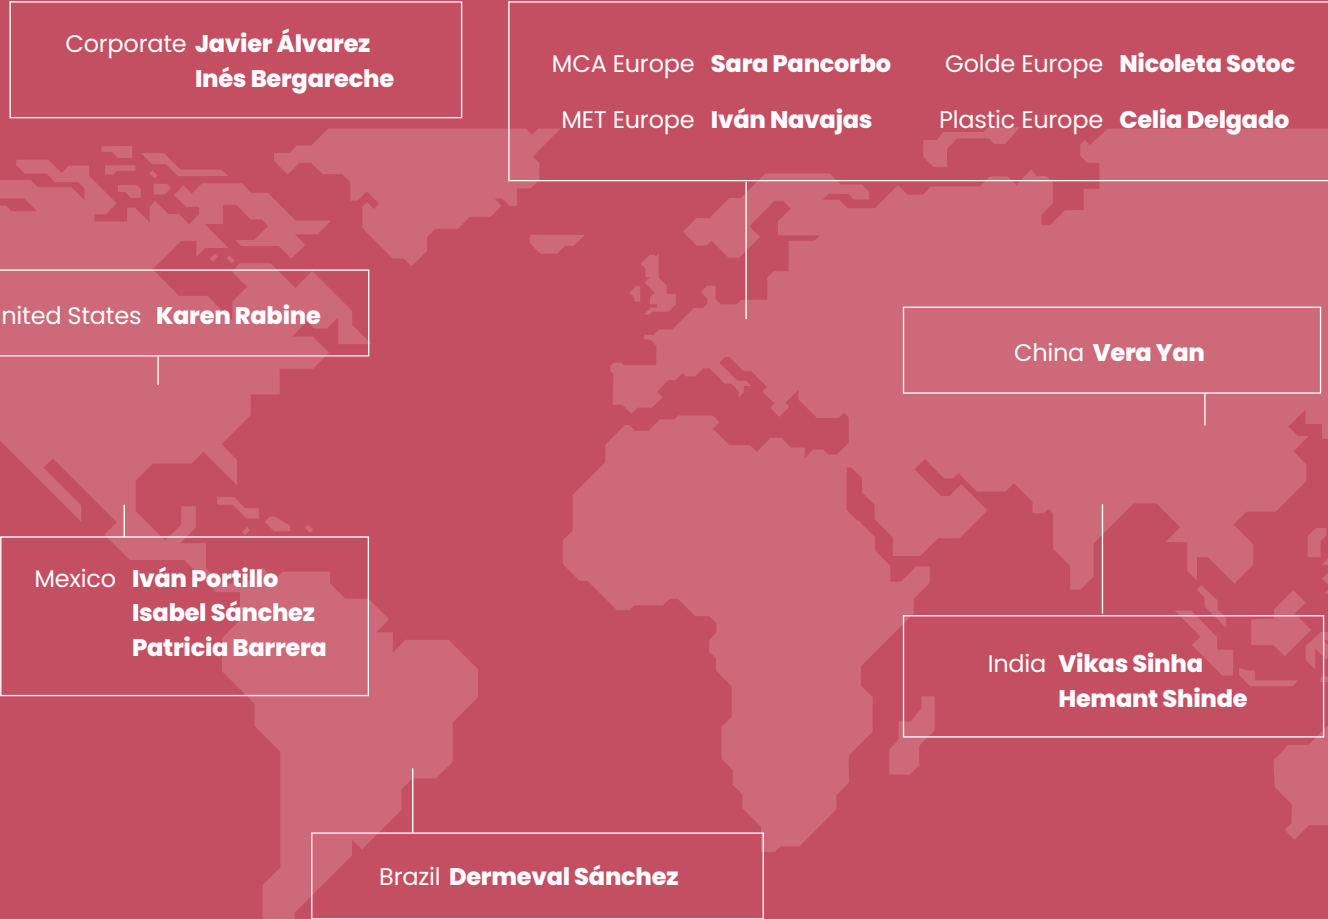 Corporate Javier Álvarez
Inés Bergareche
MCA Europe Sara Pancorbo Golde Europe Nicoleta Sotoc
MET Europe Iván Navajas Plastic Europe Celia Delgado
nited States Karen Rabine
China Vera Yan
Mexico Iván Portillo
Isabel Sánchez
Patricia Barrera
India Vikas Sinha
Hemant Shinde
Brazil Dermeval Sánchez